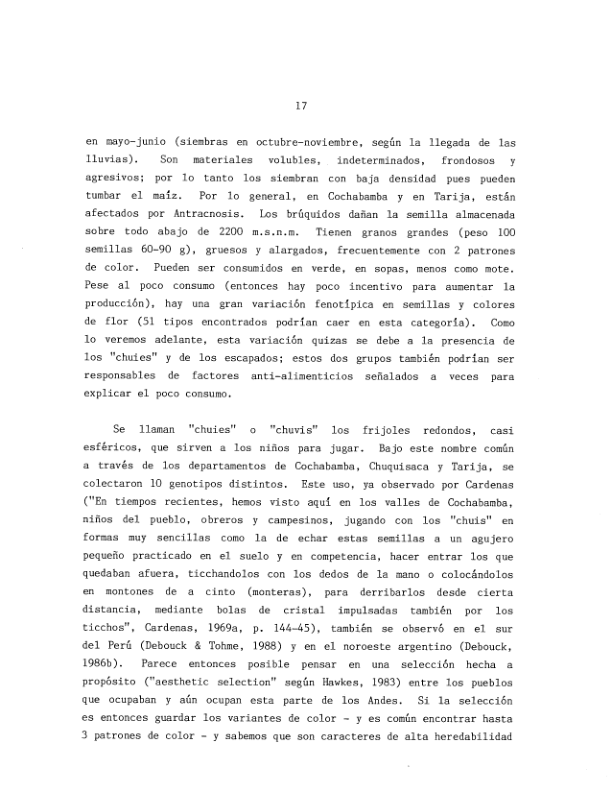 17
en mayo-junio (siembras en octubre-noviembre, según la llegada de las
lluvias). Son materiales volubles, indeterminados, frondosos y
agresivos; por lo tanto los siembran con baja densidad pues pueden
tumbar el maíz. Por lo general, en Cochabamba y en Tarija, están
afectados por Antracnosis. Los brúquidos dañan la semilla almacenada
sobre todo abajo de 2200 m.s.n.m. Tienen granos grandes (peso 100
semillas 60-90 g), gruesos y alargados, frecuentemente con 2 patrones
de color. Pueden ser consumidos en verde, en sopas, menos como mote.
Pese al poco consumo (entonces hay poco incentivo para aumentar la
producción), hay una gran variación fenotípica en semillas y colores
de flor (51 tipos encontrados podrían caer en esta categoría). Como
lo veremos adelante, esta variación quizas se debe a la presencia de
los "chuies" y de los escapados; estos dos grupos también podrían ser
responsables de factores anti-alimenticios señalados a veces para
explicar el poco consumo.
Se llaman "chuies" o "chuvis" los frijoles redondos, casi
esféricos, que sirven a los niños para jugar. Bajo este nombre común
a través de los departamentos de Cochabamba, Chuquisaca y Tarija, se
colectaron 10 genotipos distintos. Este uso, ya observado por Cardenas
("En tiempos recientes, hemos visto aquí en los valles de Cochabamba,
niños del pueblo, obreros y campesinos, jugando con los "chuis" en
formas muy sencillas como la de echar estas semillas a un agujero
pequeño practicado en el suelo y en competencia, hacer entrar los que
quedaban afuera, ticchandolos con los dedos de la mano o colocándolos
en montones de a cinto (monteras), para derribarlos desde cierta
distancia, mediante bolas de cristal impulsadas también por los
ticchos", Cardenas, 1969a, p. 144-45), también se observó en el sur
del Perú (Debouck & Tohme, 1988) y en el noroeste argentino (Debouck,
1986b). Parece entonces posible pensar en una selección hecha a
propósito ("aesthetic selection" según Hawkes, 1983) entre los pueblos
que ocupaban y aún ocupan esta parte de los Andes. Si la selección
es entonces guardar los variantes de color - y es común encontrar hasta
3 patrones de color - y sabemos que son caracteres de alta heredabilidad